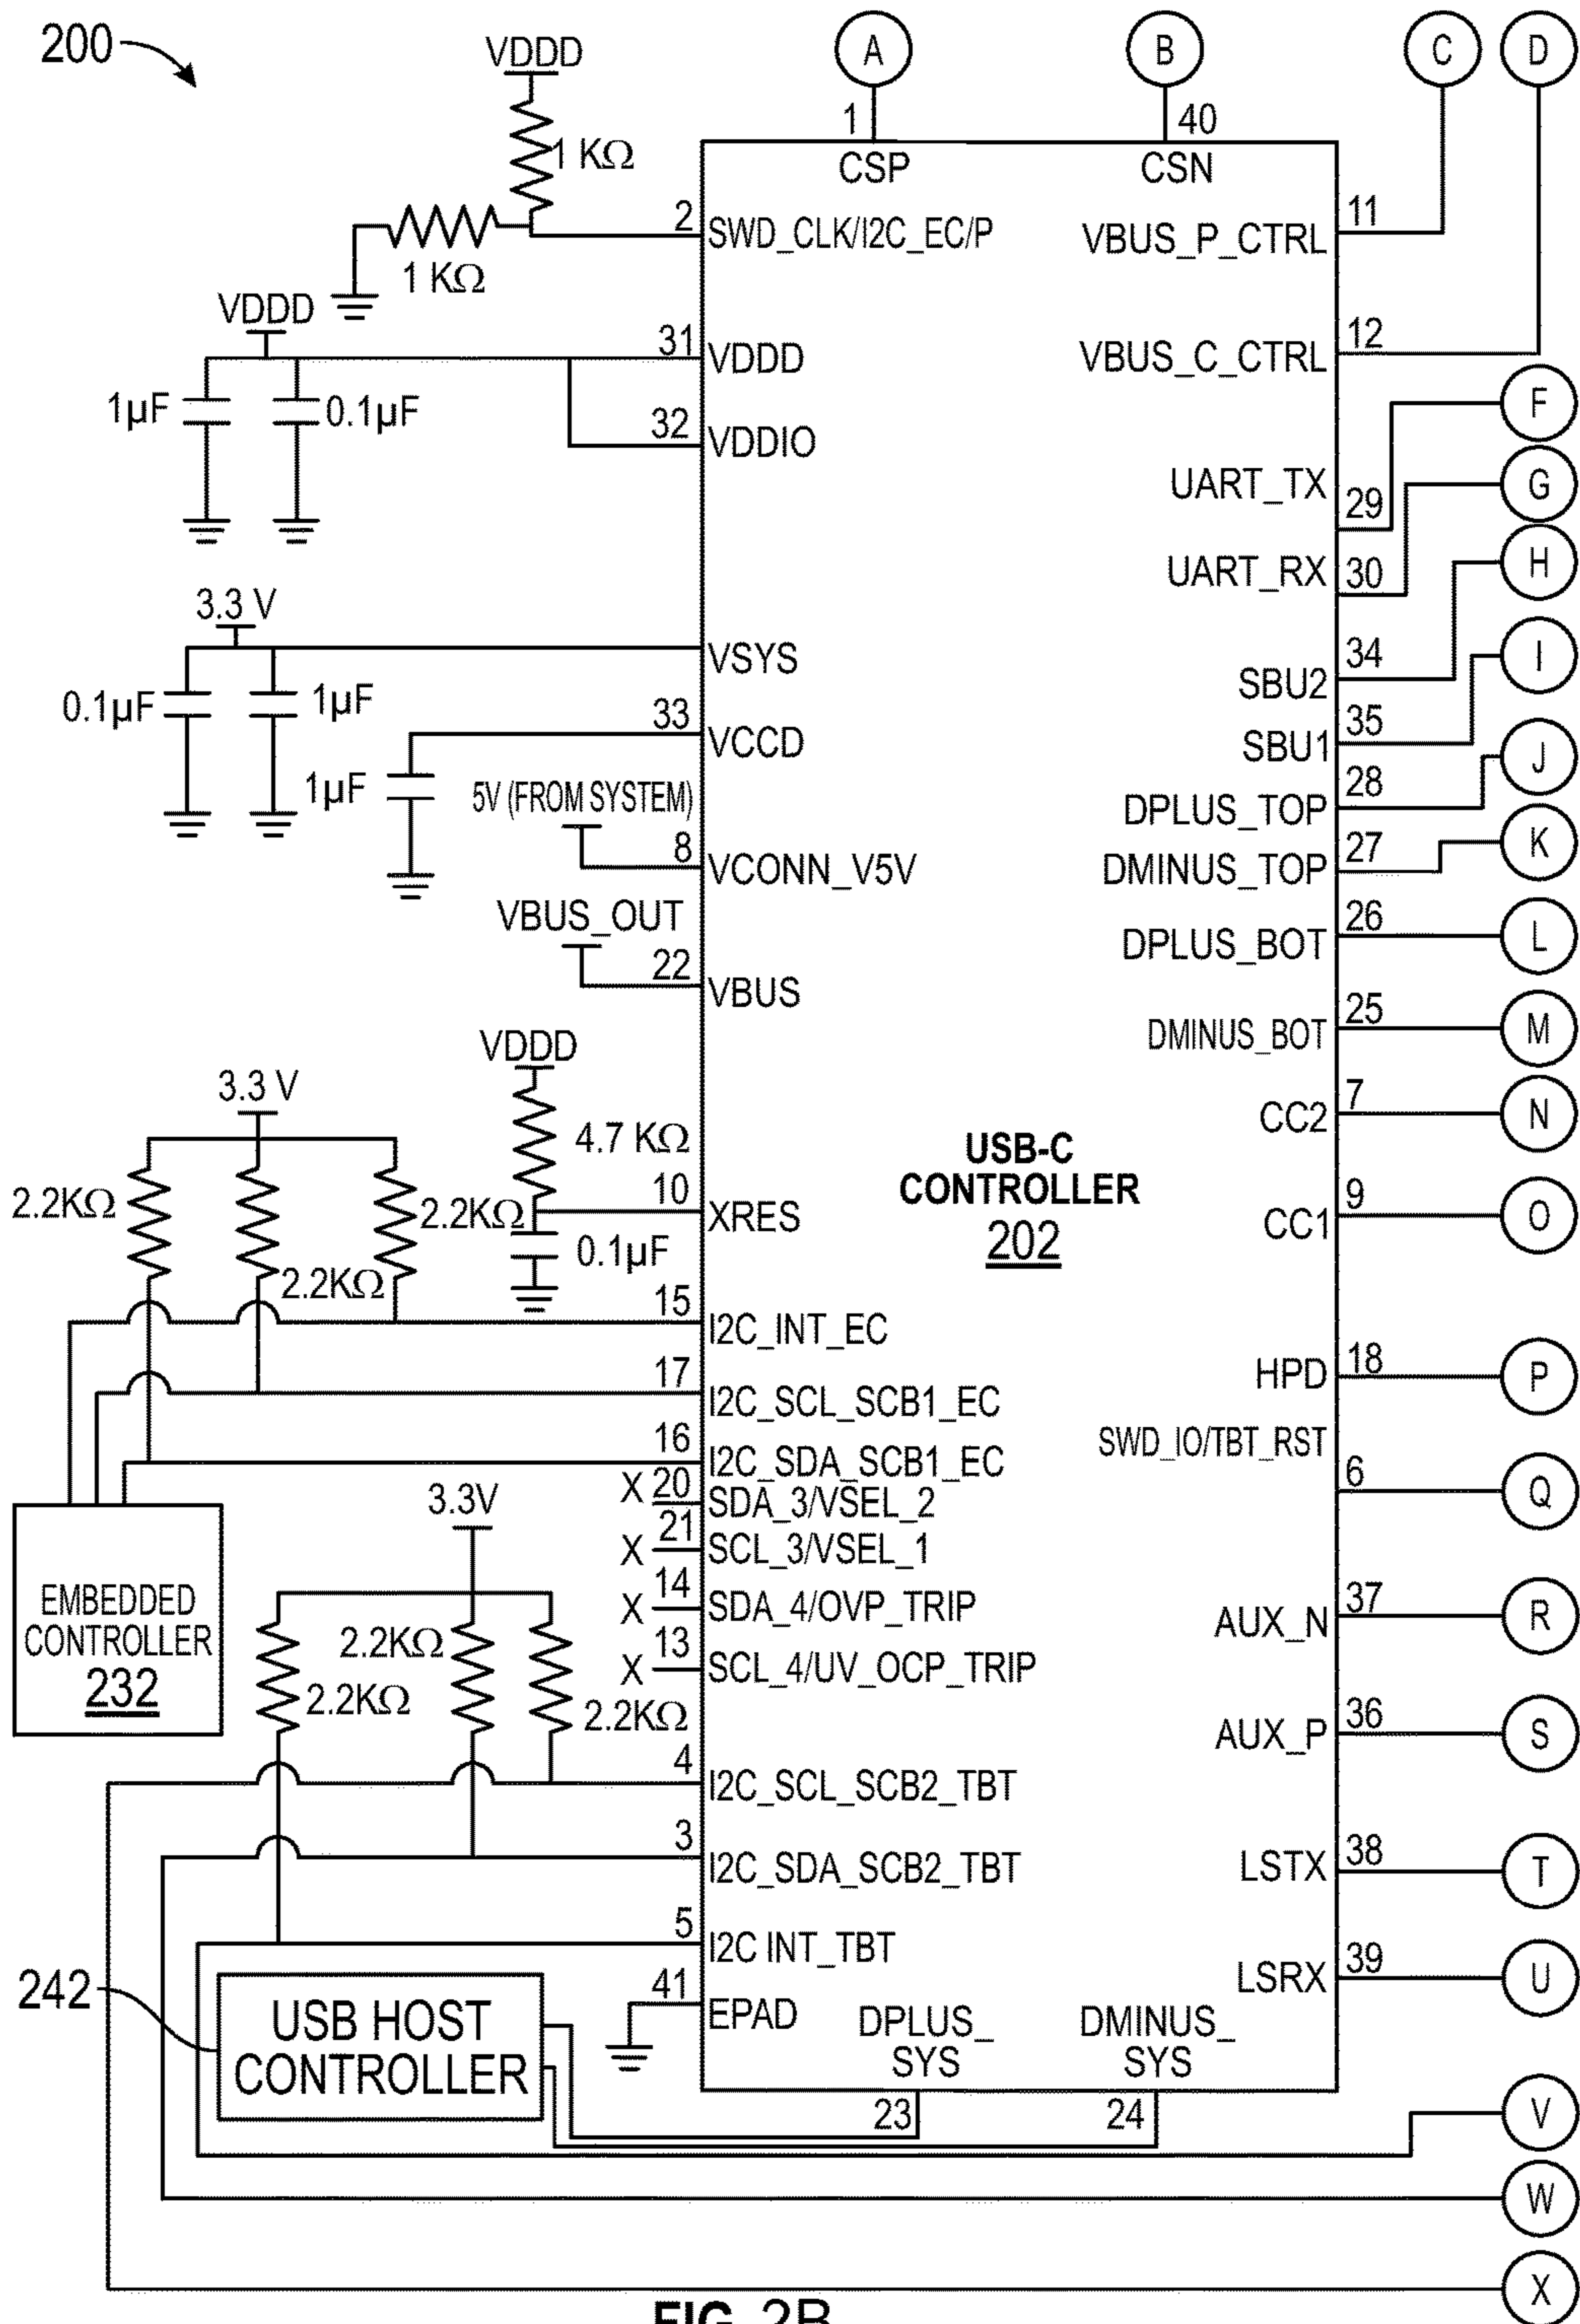 200
VDDD
A
B
C
D
1
40
1 KΩ
CSP
CSN
2
SWD_CLK/I2C_EC/P
VBUS_P_CTRL
11
1 KΩ
VDDD
31
VDDD
VBUS_C_CTRL
12
1µF
0.1µF
32
VDDIO
F
UART_TX
29
G
UART_RX
30
H
3.3 V
VSYS
34
I
0.1µF
1µF
SBU2
33
VCCD
SBU1
35
J
1µF
5V (FROM SYSTEM)
28
DPLUS_TOP
8
VCONN_V5V
DMINUS_TOP
27
K
VBUS_OUT
DPLUS_BOT
26
L
22
VBUS
DMINUS_BOT
25
M
VDDD
3.3 V
CC2
7
N
4.7 KΩ
USB-C
CONTROLLER
202
2.2KΩ
2.2KΩ
10
XRES
CC1
9
O
0.1µF
2.2KΩ
15
I2C_INT_EC
17
I2C_SCL_SCB1_EC
HPD
18
P
16
I2C_SDA_SCB1_EC
SWD_IO/TBT_RST
6
Q
X
20
SDA_3/VSEL_2
3.3V
X
21
SCL_3/VSEL_1
X
14
SDA_4/OVP_TRIP
AUX_N
37
R
X
13
SCL_4/UV_OCP_TRIP
EMBEDDED
CONTROLLER
232
2.2KΩ
2.2KΩ
2.2KΩ
AUX_P
36
S
4
I2C_SCL_SCB2_TBT
3
I2C_SDA_SCB2_TBT
LSTX
38
T
5
I2C INT_TBT
LSRX
39
U
242
USB HOST
CONTROLLER
41
EPAD
DPLUS_
SYS
DMINUS_
SYS
23
24
V
W
X
FIG. 2B